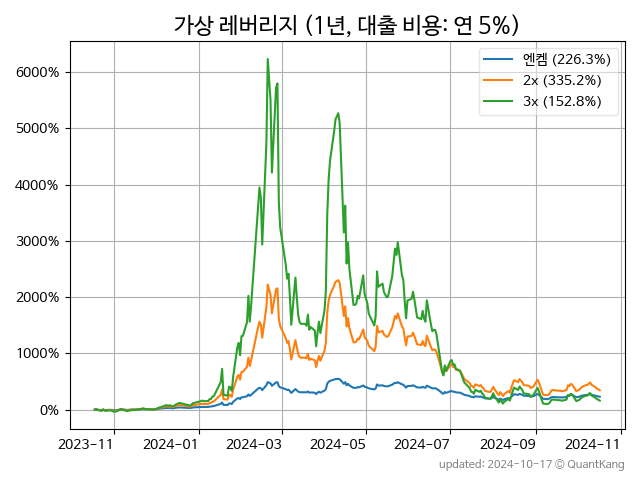 가상 레버리지 (1년, 대출 비용: 연 5%)
엔켐 (226.3%)
2x (335.2%)
3x (152.8%)
6000%
5000%
4000%
3000%
2000%
1000%
0%
2023-11 2024-01 2024-03 2024-05 2024-07 2024-09 2024-11
updated: 2024-10-17 © QuantKang